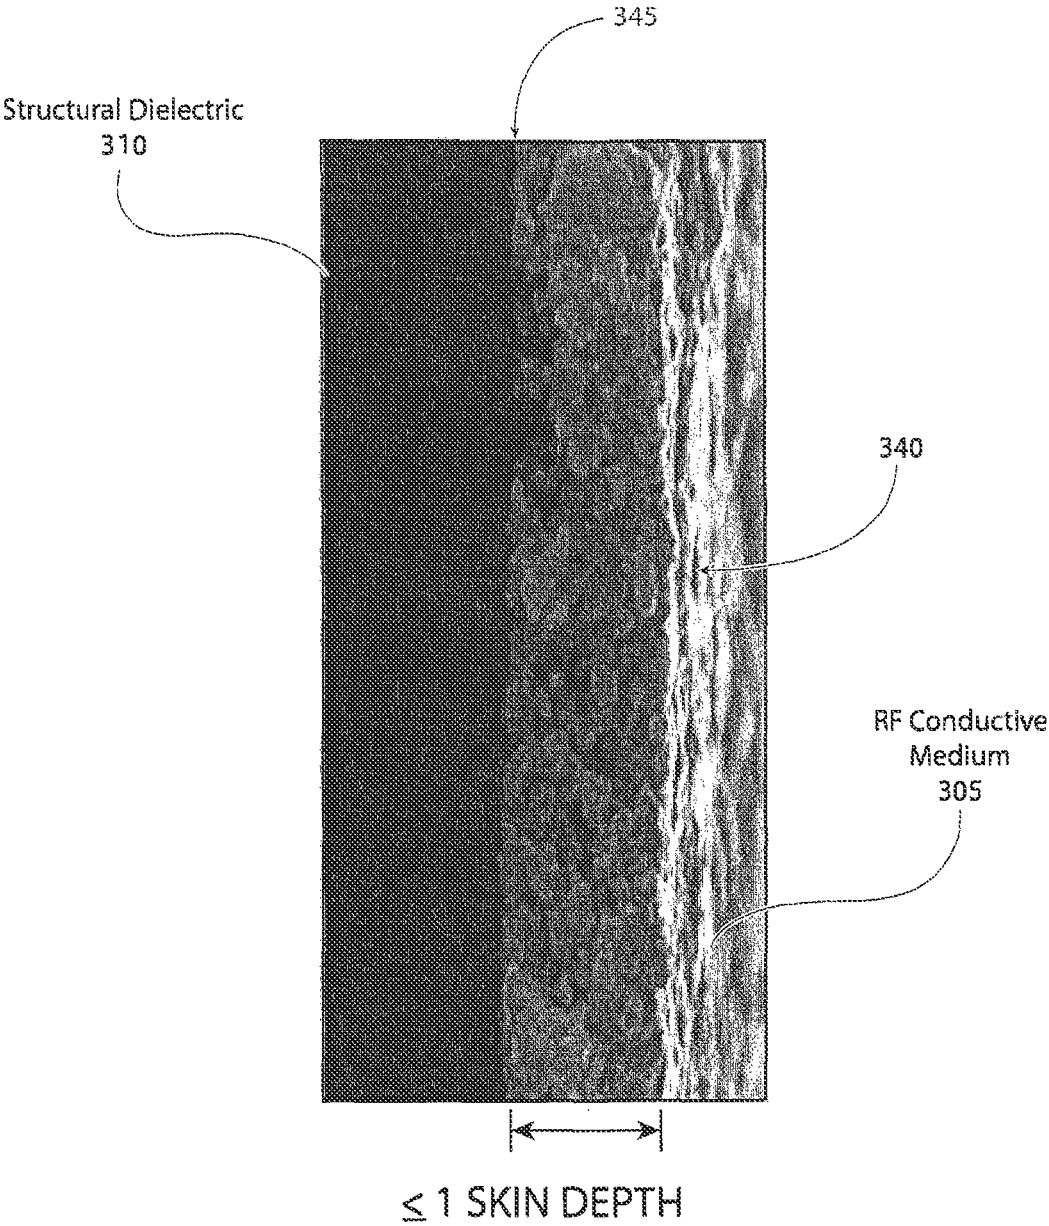 345
Structural Dielectric
310
340
RF Conductive
Medium
305
≤ 1 SKIN DEPTH